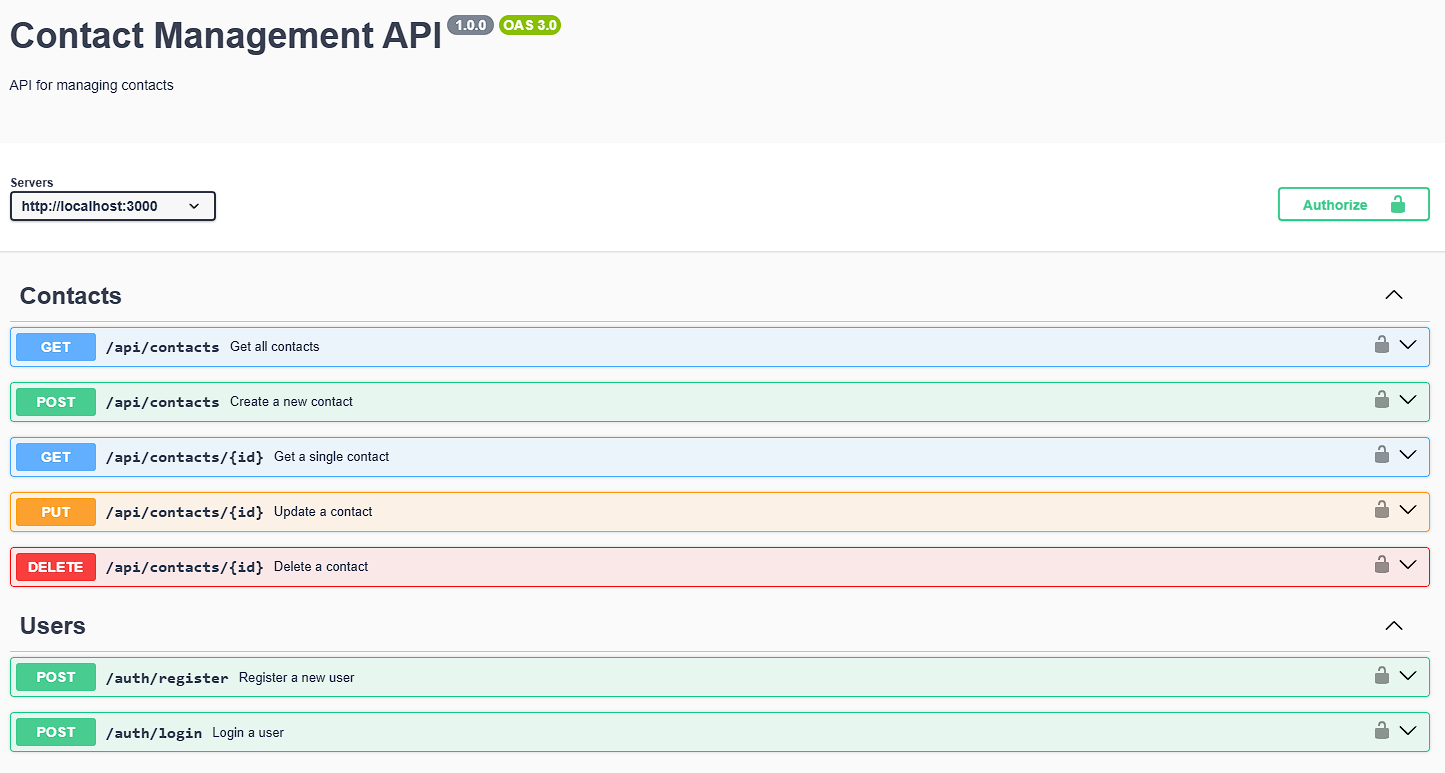 Contact Management API 1.0.0 OAS 3.0
API for managing contacts
Servers
http://localhost:3000
Authorize
Contacts
GET /api/contacts Get all contacts
POST /api/contacts Create a new contact
GET /api/contacts/{id} Get a single contact
PUT /api/contacts/{id} Update a contact
DELETE /api/contacts/{id} Delete a contact
Users
POST /auth/register Register a new user
POST /auth/login Login a user